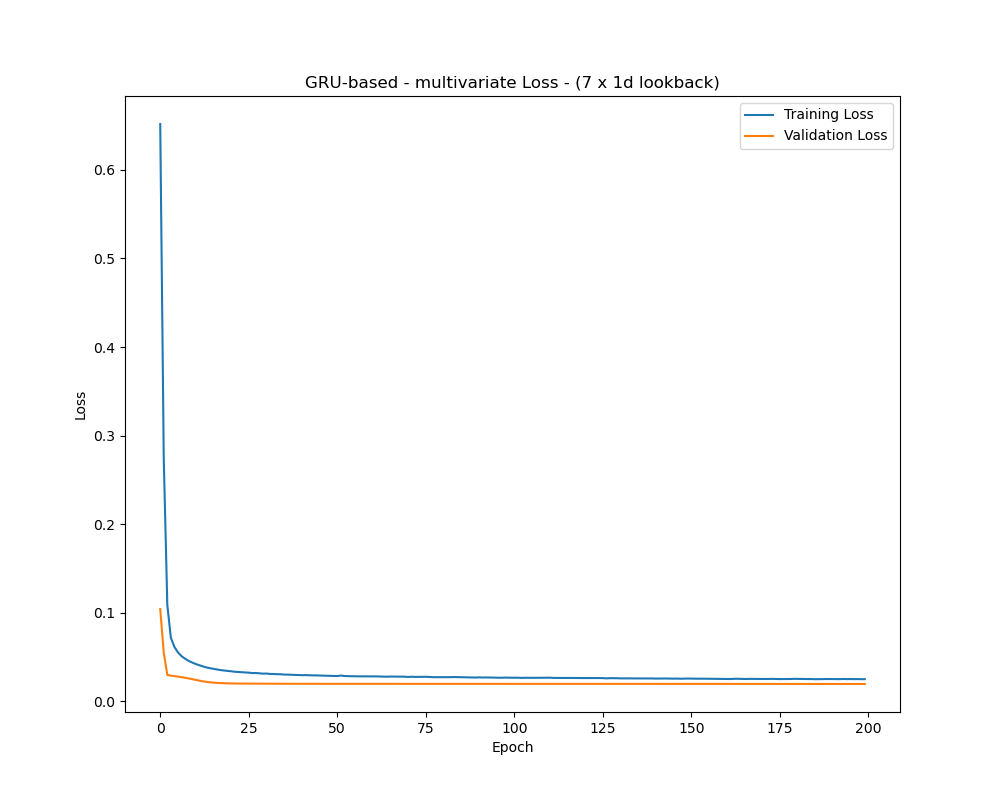 GRU-based - multivariate Loss - (7 x 1d lookback)
Training Loss
Validation Loss
Loss
0.6
0.5
0.4
0.3
0.2
0.1
0.0
0 25 50 75 100 125 150 175 200
Epoch